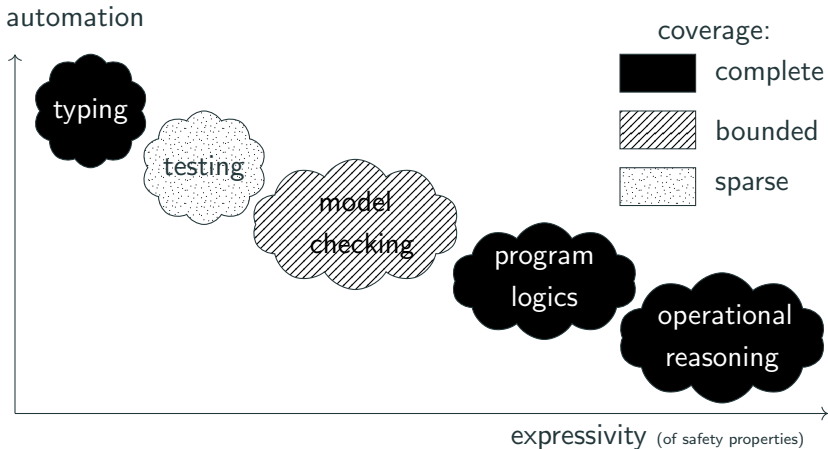 automation
coverage:
complete
bounded
sparse
typing
testing
model
checking
program
logics
operational
reasoning
expressivity (of safety properties)